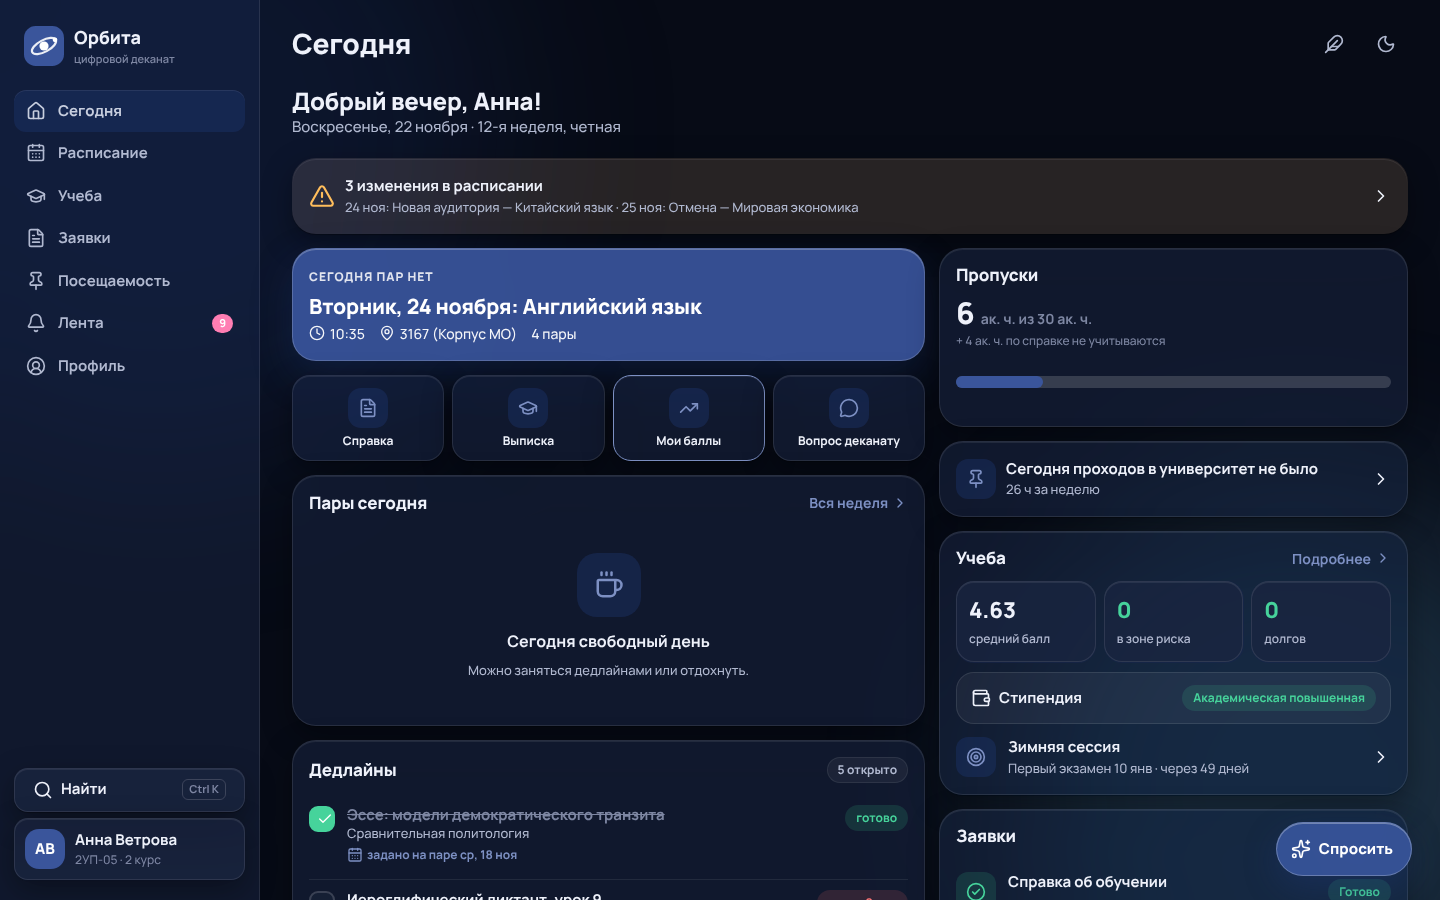 Орбита
цифровой деканат
Сегодня
Расписание
Учеба
Заявки
Посещаемость
Лента
9
Профиль
Найти
Ctrl K
АВ
Анна Ветрова
2УП-05 · 2 курс
Сегодня
Добрый вечер, Анна!
Воскресенье, 22 ноября · 12-я неделя, четная
3 изменения в расписании
24 ноя: Новая аудитория — Китайский язык · 25 ноя: Отмена — Мировая экономика
СЕГОДНЯ ПАР НЕТ
Вторник, 24 ноября: Английский язык
10:35 3167 (Корпус МО) 4 пары
Справка
Выписка
Мои баллы
Вопрос деканату
Пары сегодня
Вся неделя
Сегодня свободный день
Можно заняться дедлайнами или отдохнуть.
Дедлайны
5 открыто
Эссе: модели демократического транзита
готово
Сравнительная политология
задано на паре ср, 18 ноя
Иероглифический диктант, урок 9
Пропуски
6 ак. ч. из 30 ак. ч.
+ 4 ак. ч. по справке не учитываются
Сегодня проходов в университет не было
26 ч за неделю
Учеба
Подробнее
4.63
средний балл
0
в зоне риска
0
долгов
Стипендия
Академическая повышенная
Зимняя сессия
Первый экзамен 10 янв · через 49 дней
Заявки
Спросить
Справка об обучении
Готово